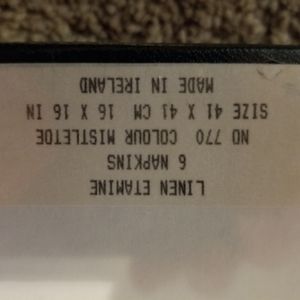 LINEN ETAMINE
6 NAPKINS
NO 770 COLOUR MISTLETOE
SIZE 41 X 41 CM 16 X 16 IN
MADE IN IRELAND